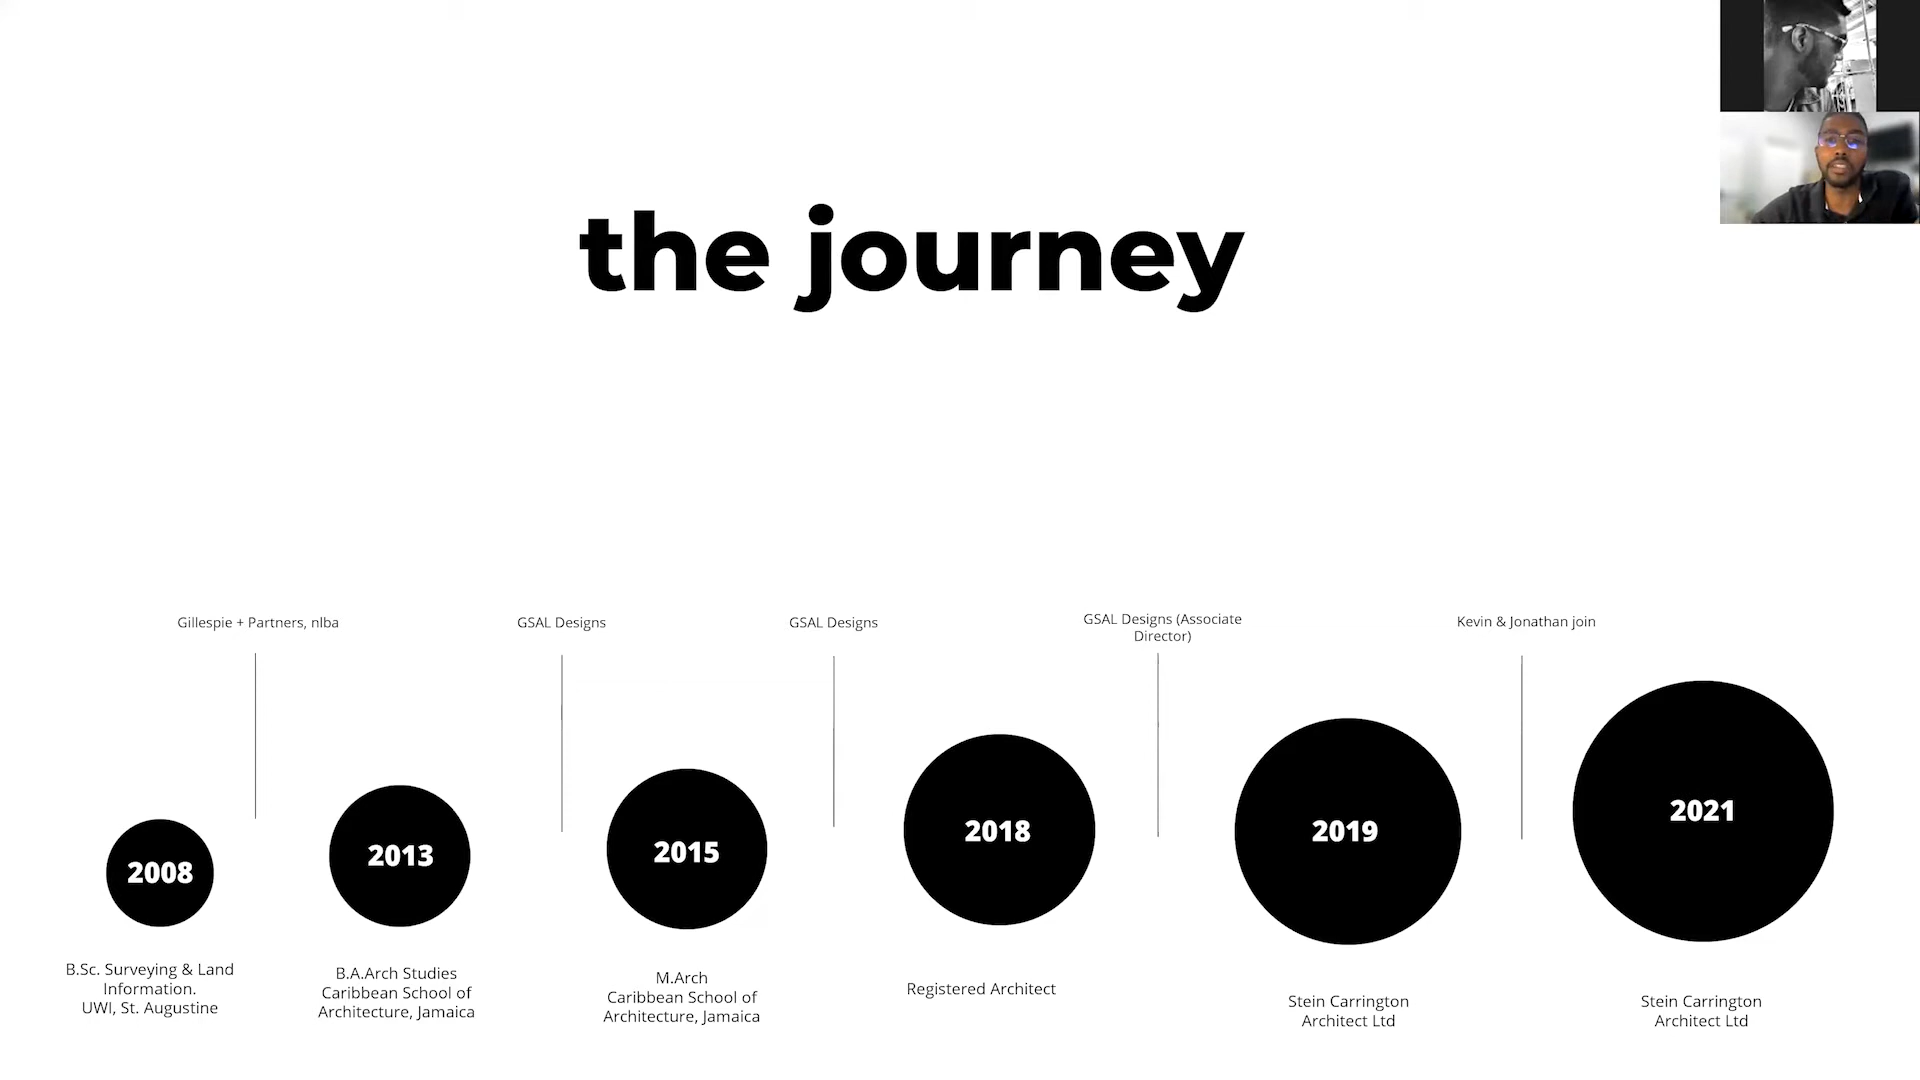 the journey
Gillespie + Partners, nlba
GSAL Designs
GSAL Designs
GSAL Designs (Associate
Director)
Kevin & Jonathan join
2008
2013
2015
2018
2019
2021
B.Sc. Surveying & Land
Information.
UWI, St. Augustine
B.A.Arch Studies
Caribbean School of
Architecture, Jamaica
M.Arch
Caribbean School of
Architecture, Jamaica
Registered Architect
Stein Carrington
Architect Ltd
Stein Carrington
Architect Ltd